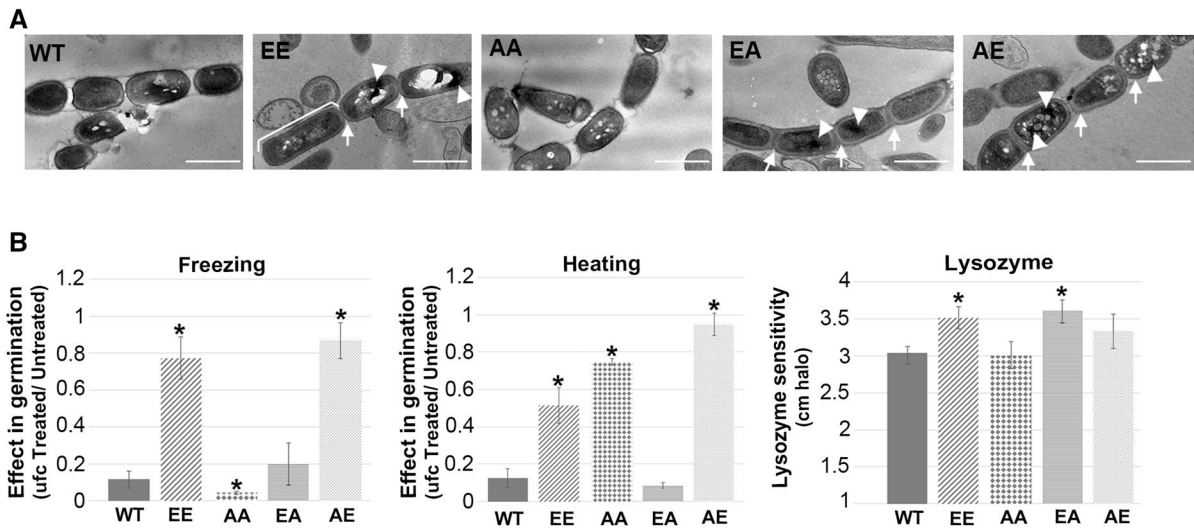 A
WT
EE
AA
EA
AE
B
Freezing
Effect in germination
(ufc Treated/ Untreated)
1.2
1
0.8
0.6
0.4
0.2
0
*
*
*
WT EE AA EA AE
Heating
Effect in germination
(ufc Treated/ Untreated)
1.2
1
0.8
0.6
0.4
0.2
0
*
*
*
WT EE AA EA AE
Lysozyme
Lysozyme sensitivity
(cm halo)
4
3.5
3
2.5
2
1.5
1
*
*
WT EE AA EA AE